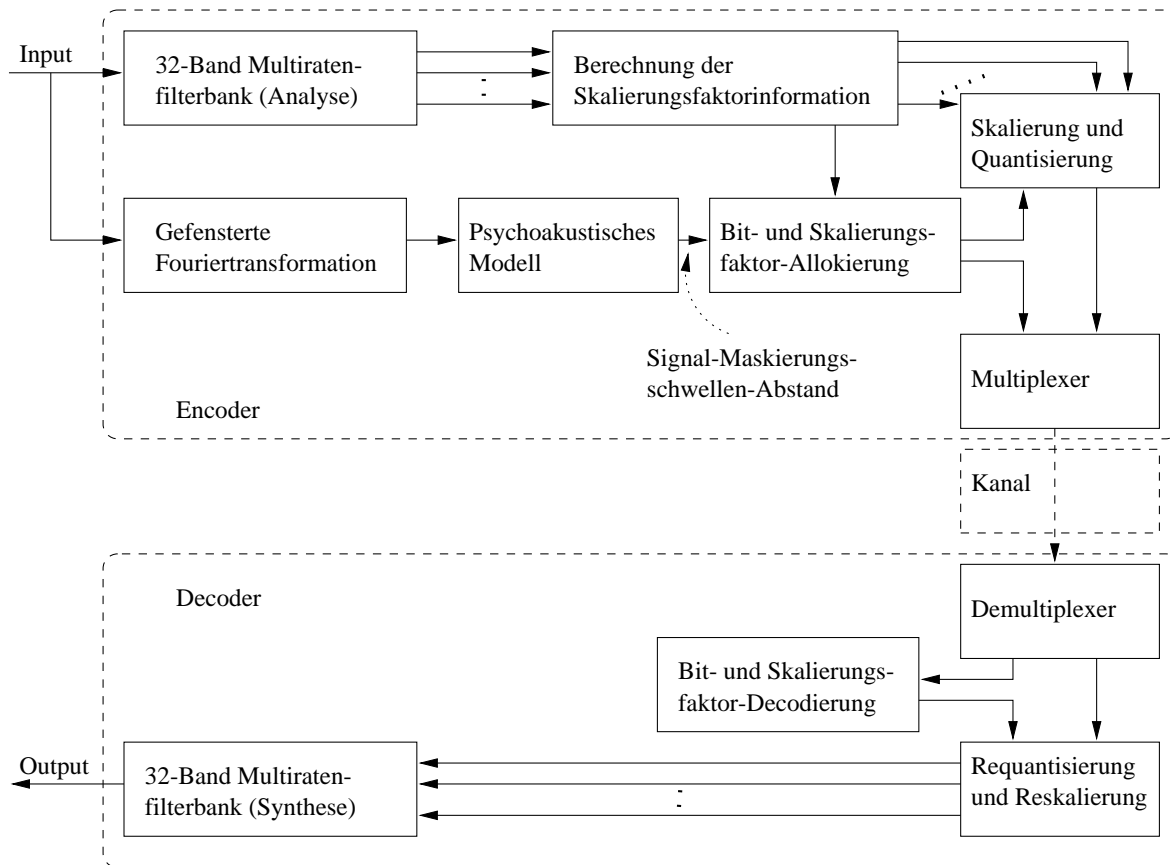 Input
32-Band Multiraten-
filterbank (Analyse)
Berechnung der
Skalierungsfaktorinformation
Skalierung und
Quantisierung
Gefensterte
Fouriertransformation
Psychoakustisches
Modell
Bit- und Skalierungs-
faktor-Allokierung
Signal-Maskierungs-
schwellen-Abstand
Multiplexer
Encoder
Kanal
Decoder
Demultiplexer
Bit- und Skalierungs-
faktor-Decodierung
Output
32-Band Multiraten-
filterbank (Synthese)
Requantisierung
und Reskalierung